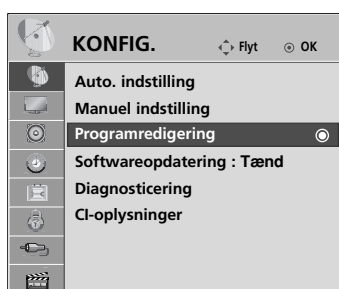 KONFIG. Flyt OK
Auto. indstilling
Manuel indstilling
Programredigering
Softwareopdatering : Tænd
Diagnosticering
CI-oplysninger